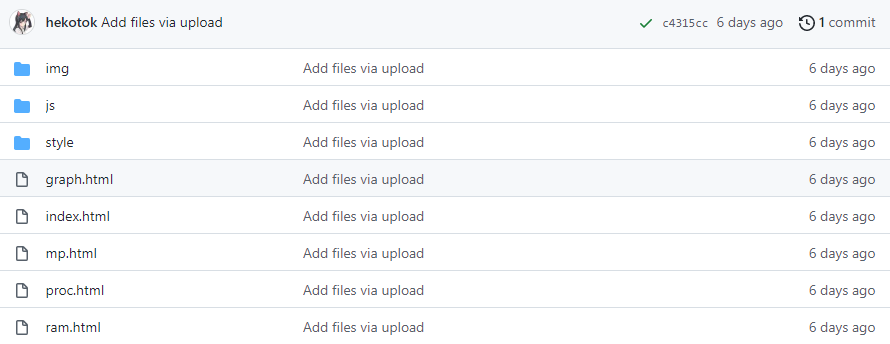 hekotok Add files via upload c4315cc 6 days ago 1 commit
img Add files via upload 6 days ago
js Add files via upload 6 days ago
style Add files via upload 6 days ago
graph.html Add files via upload 6 days ago
index.html Add files via upload 6 days ago
mp.html Add files via upload 6 days ago
proc.html Add files via upload 6 days ago
ram.html Add files via upload 6 days ago